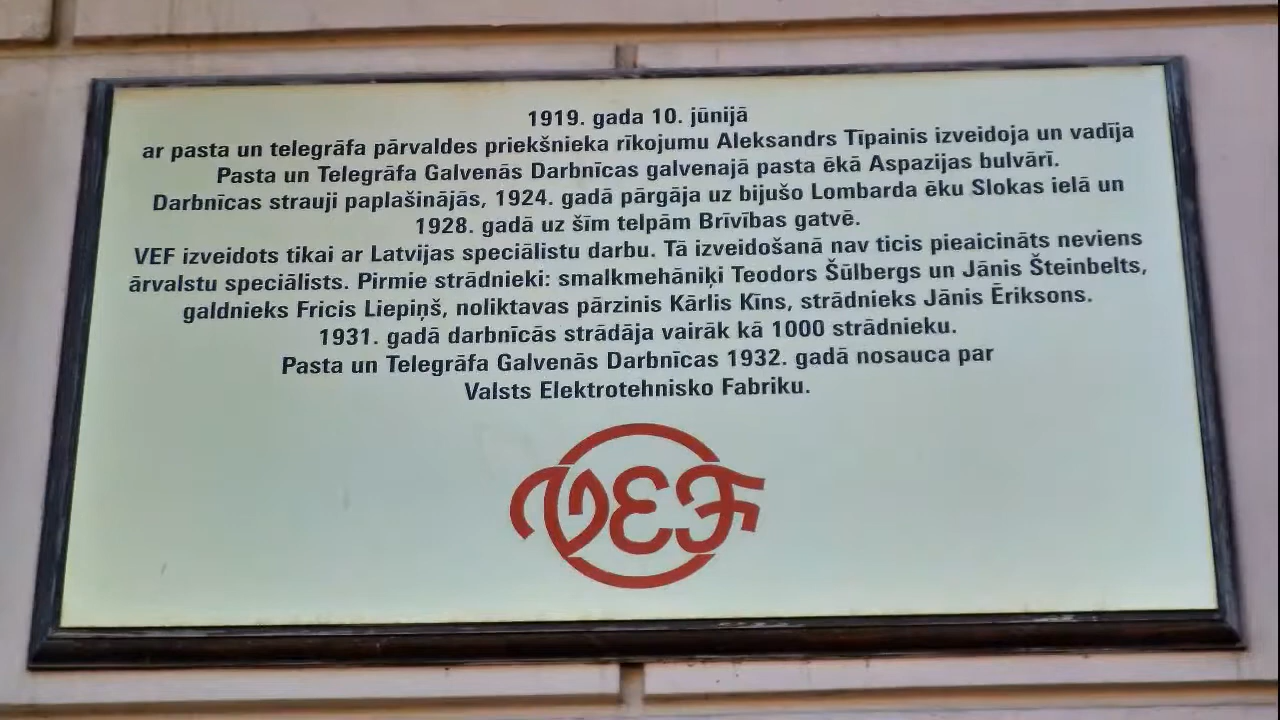 1919. gada 10. jūnijā
ar pasta un telegrāfa pārvaldes priekšnieka rīkojumu Aleksandrs Tīpainis izveidoja un vadīja
Pasta un Telegrāfa Galvenās Darbnīcas galvenajā pasta ēkā Aspazijas bulvārī.
Darbnīcas strauji paplašinājās, 1924. gadā pārgāja uz bijušo Lombarda ēku Slokas ielā un
1928. gadā uz šīm telpām Brīvības gatvē.
VEF izveidots tikai ar Latvijas speciālistu darbu. Tā izveidošanā nav ticis pieaicināts neviens
ārvalstu speciālists. Pirmie strādnieki: smalkmehāniķi Teodors Šūlbergs un Jānis Šteinbelts,
galdnieks Fricis Liepiņš, noliktavas pārzinis Kārlis Kīns, strādnieks Jānis Ēriksons.
1931. gadā darbnīcās strādāja vairāk kā 1000 strādnieku.
Pasta un Telegrāfa Galvenās Darbnīcas 1932. gadā nosauca par
Valsts Elektrotehnisko Fabriku.
VEF